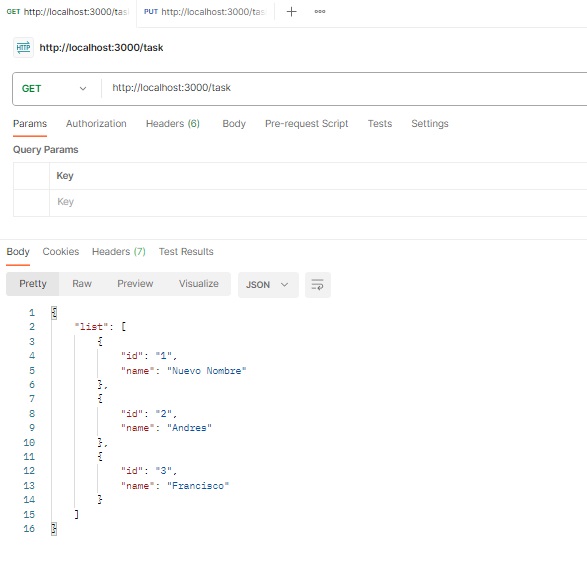 GET http://localhost:3000/tas PUT http://localhost:3000/tas
HTTP http://localhost:3000/task
GET http://localhost:3000/task
Params Authorization Headers (6) Body Pre-request Script Tests Settings
Query Params
Key
Key
Body Cookies Headers (7) Test Results
Pretty Raw Preview Visualize JSON
1 {
2 "list": [
3 {
4 "id": "1",
5 "name": "Nuevo Nombre"
6 },
7 {
8 "id": "2",
9 "name": "Andres"
10 },
11 {
12 "id": "3",
13 "name": "Francisco"
14 }
15 ]
16 }